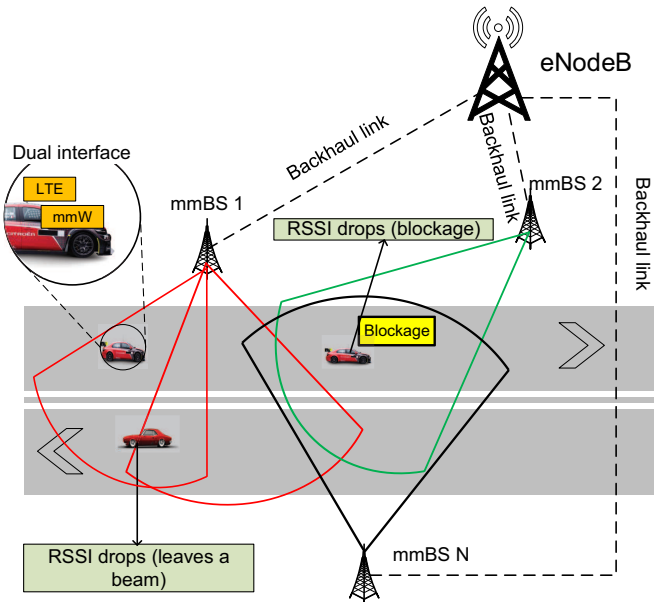 eNodeB
Backhaul link
Backhaul link
Backhaul link
Dual interface
LTE
mmW
mmBS 1
mmBS 2
RSSI drops (blockage)
Blockage
RSSI drops (leaves a
beam)
mmBS N